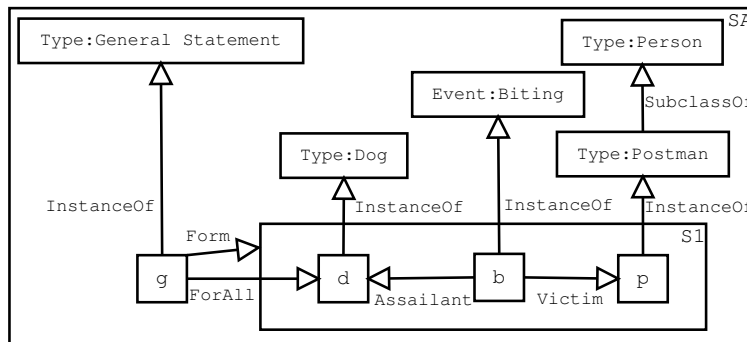 SA
Type:General Statement
Type:Person
Event:Biting
SubclassOf
Type:Dog
Type:Postman
InstanceOf
InstanceOf
InstanceOf
InstanceOf
Form
S1
g
d
b
p
ForAll
Assailant
Victim